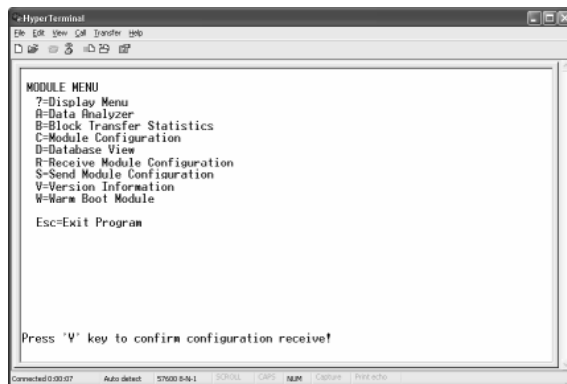 HyperTerminal
File Edit View Call Transfer Help
MODULE MENU
?=Display Menu
A=Data Analyzer
B=Block Transfer Statistics
C=Module Configuration
D=Database View
R=Receive Module Configuration
S=Send Module Configuration
V=Version Information
W=Warm Boot Module
Esc=Exit Program
Press 'Y' key to confirm configuration receive!
Connected 0:00:07 Auto detect 57600 8-N-1 SCROLL CAPS NUM Capture Print echo